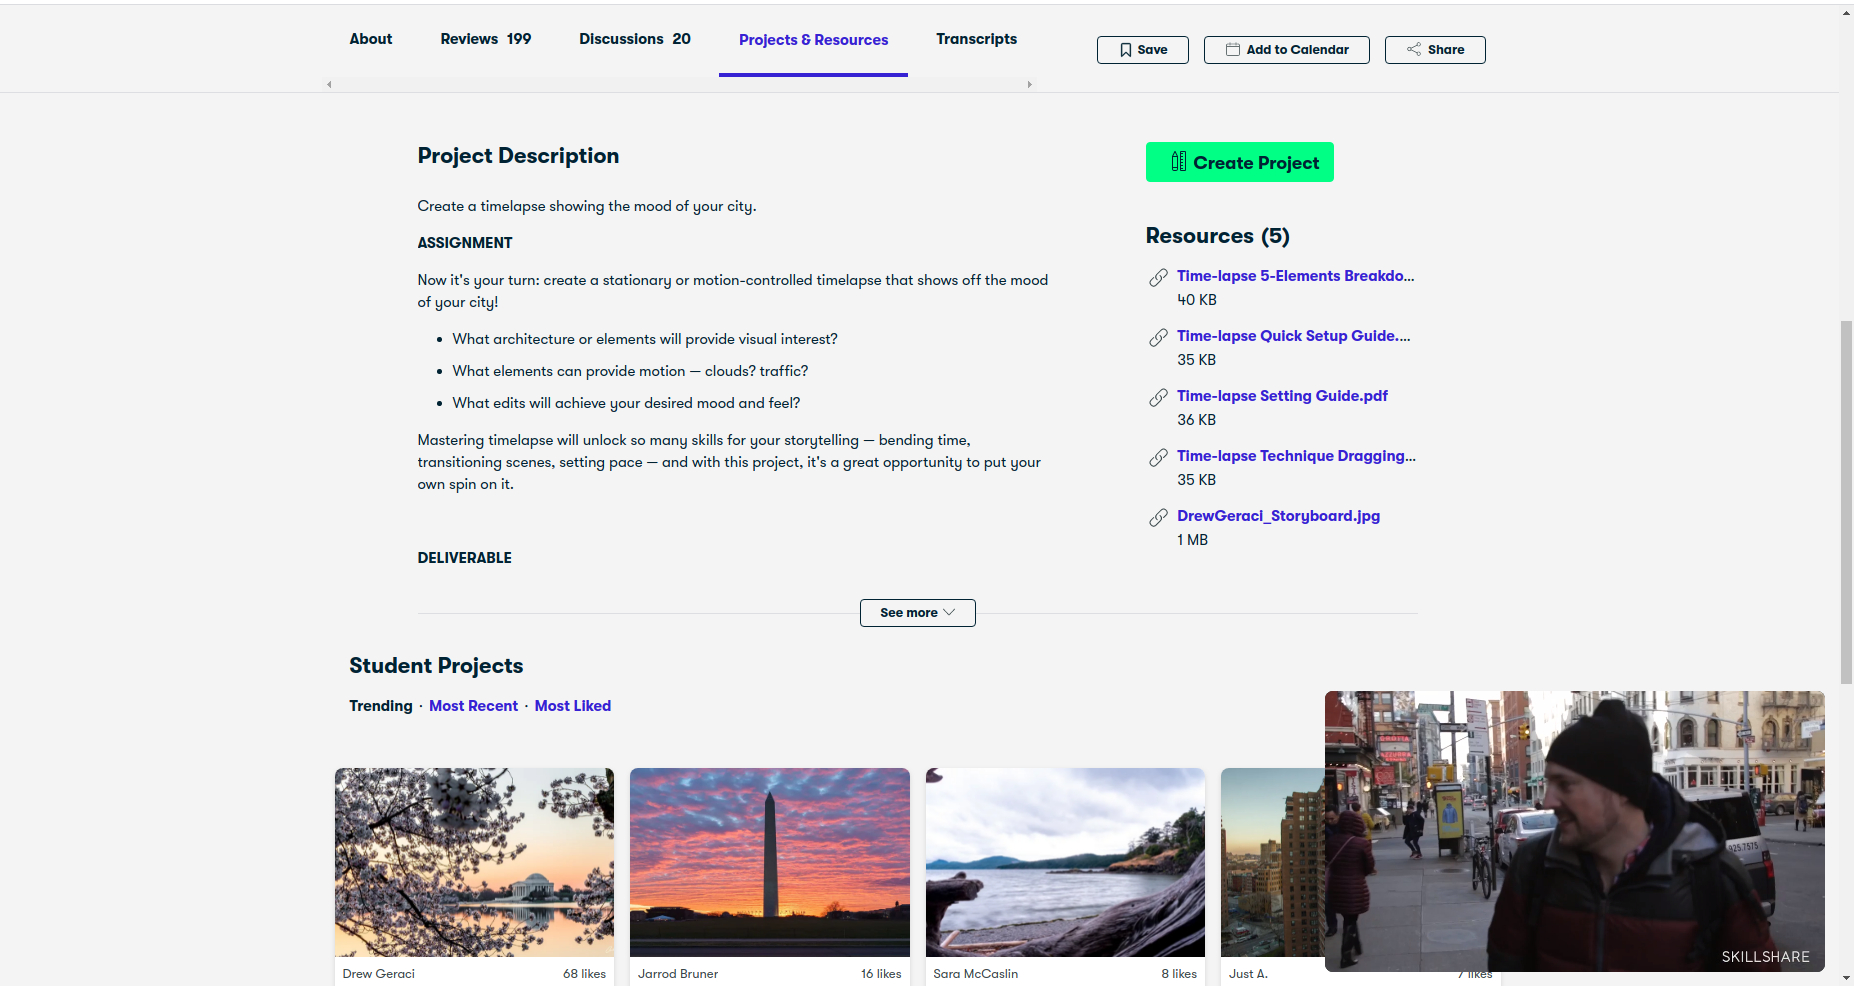 About
Reviews 199
Discussions 20
Projects & Resources
Transcripts
Save
Add to Calendar
Share
Project Description
Create a timelapse showing the mood of your city.
ASSIGNMENT
Now it's your turn: create a stationary or motion-controlled timelapse that shows off the mood
of your city!
• What architecture or elements will provide visual interest?
• What elements can provide motion — clouds? traffic?
• What edits will achieve your desired mood and feel?
Mastering timelapse will unlock so many skills for your storytelling — bending time,
transitioning scenes, setting pace — and with this project, it's a great opportunity to put your
own spin on it.
DELIVERABLE
See more
Create Project
Resources (5)
Time-lapse 5-Elements Breakdo...
40 KB
Time-lapse Quick Setup Guide....
35 KB
Time-lapse Setting Guide.pdf
36 KB
Time-lapse Technique Dragging...
35 KB
DrewGeraci_Storyboard.jpg
1 MB
Student Projects
Trending · Most Recent · Most Liked
Drew Geraci
68 likes
Jarrod Bruner
16 likes
Sara McCaslin
8 likes
Just A.
7 likes
925.7575
SKILLSHARE